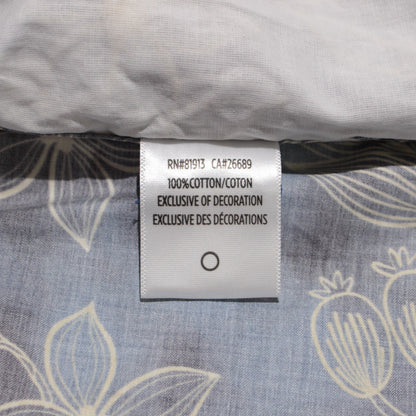 RN#81913 CA#26689
100%COTTON/COTON
EXCLUSIVE OF DECORATION
EXCLUSIVE DES DÉCORATIONS